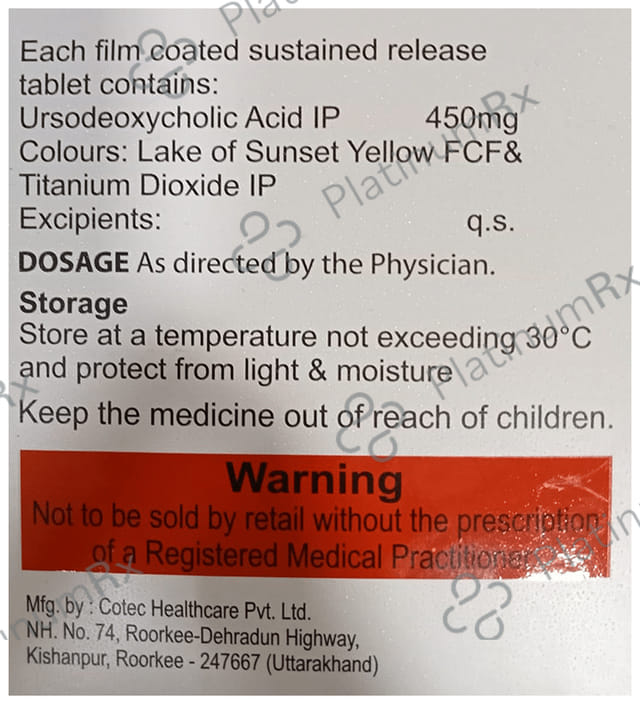 Each film coated sustained release
tablet contains:
Ursodeoxycholic Acid IP 450mg
Colours: Lake of Sunset Yellow FCF&
Titanium Dioxide IP
Excipients: q.s.
DOSAGE As directed by the Physician.
Storage
Store at a temperature not exceeding 30°C
and protect from light & moisture
Keep the medicine out of reach of children.
Warning
Not to be sold by retail without the prescription
of a Registered Medical Practitioner
Mfg. by : Cotec Healthcare Pvt. Ltd.
NH. No. 74, Roorkee-Dehradun Highway,
Kishanpur, Roorkee - 247667 (Uttarakhand)
PlatinumRx
PlatinumRx